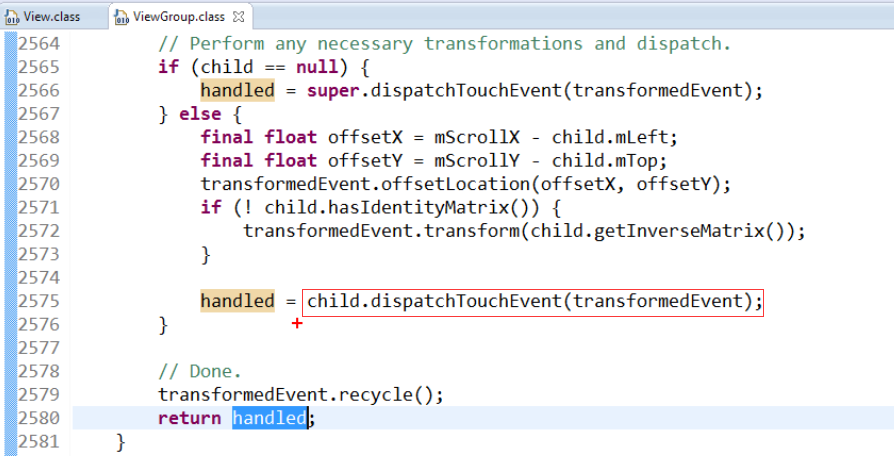 View.class ViewGroup.class
2564 // Perform any necessary transformations and dispatch.
2565 if (child == null) {
2566 handled = super.dispatchTouchEvent(transformedEvent);
2567 } else {
2568 final float offsetX = mScrollX - child.mLeft;
2569 final float offsetY = mScrollY - child.mTop;
2570 transformedEvent.offsetLocation(offsetX, offsetY);
2571 if (! child.hasIdentityMatrix()) {
2572 transformedEvent.transform(child.getInverseMatrix());
2573 }
2574
2575 handled = child.dispatchTouchEvent(transformedEvent);
2576 }
2577
2578 // Done.
2579 transformedEvent.recycle();
2580 return handled;
2581 }